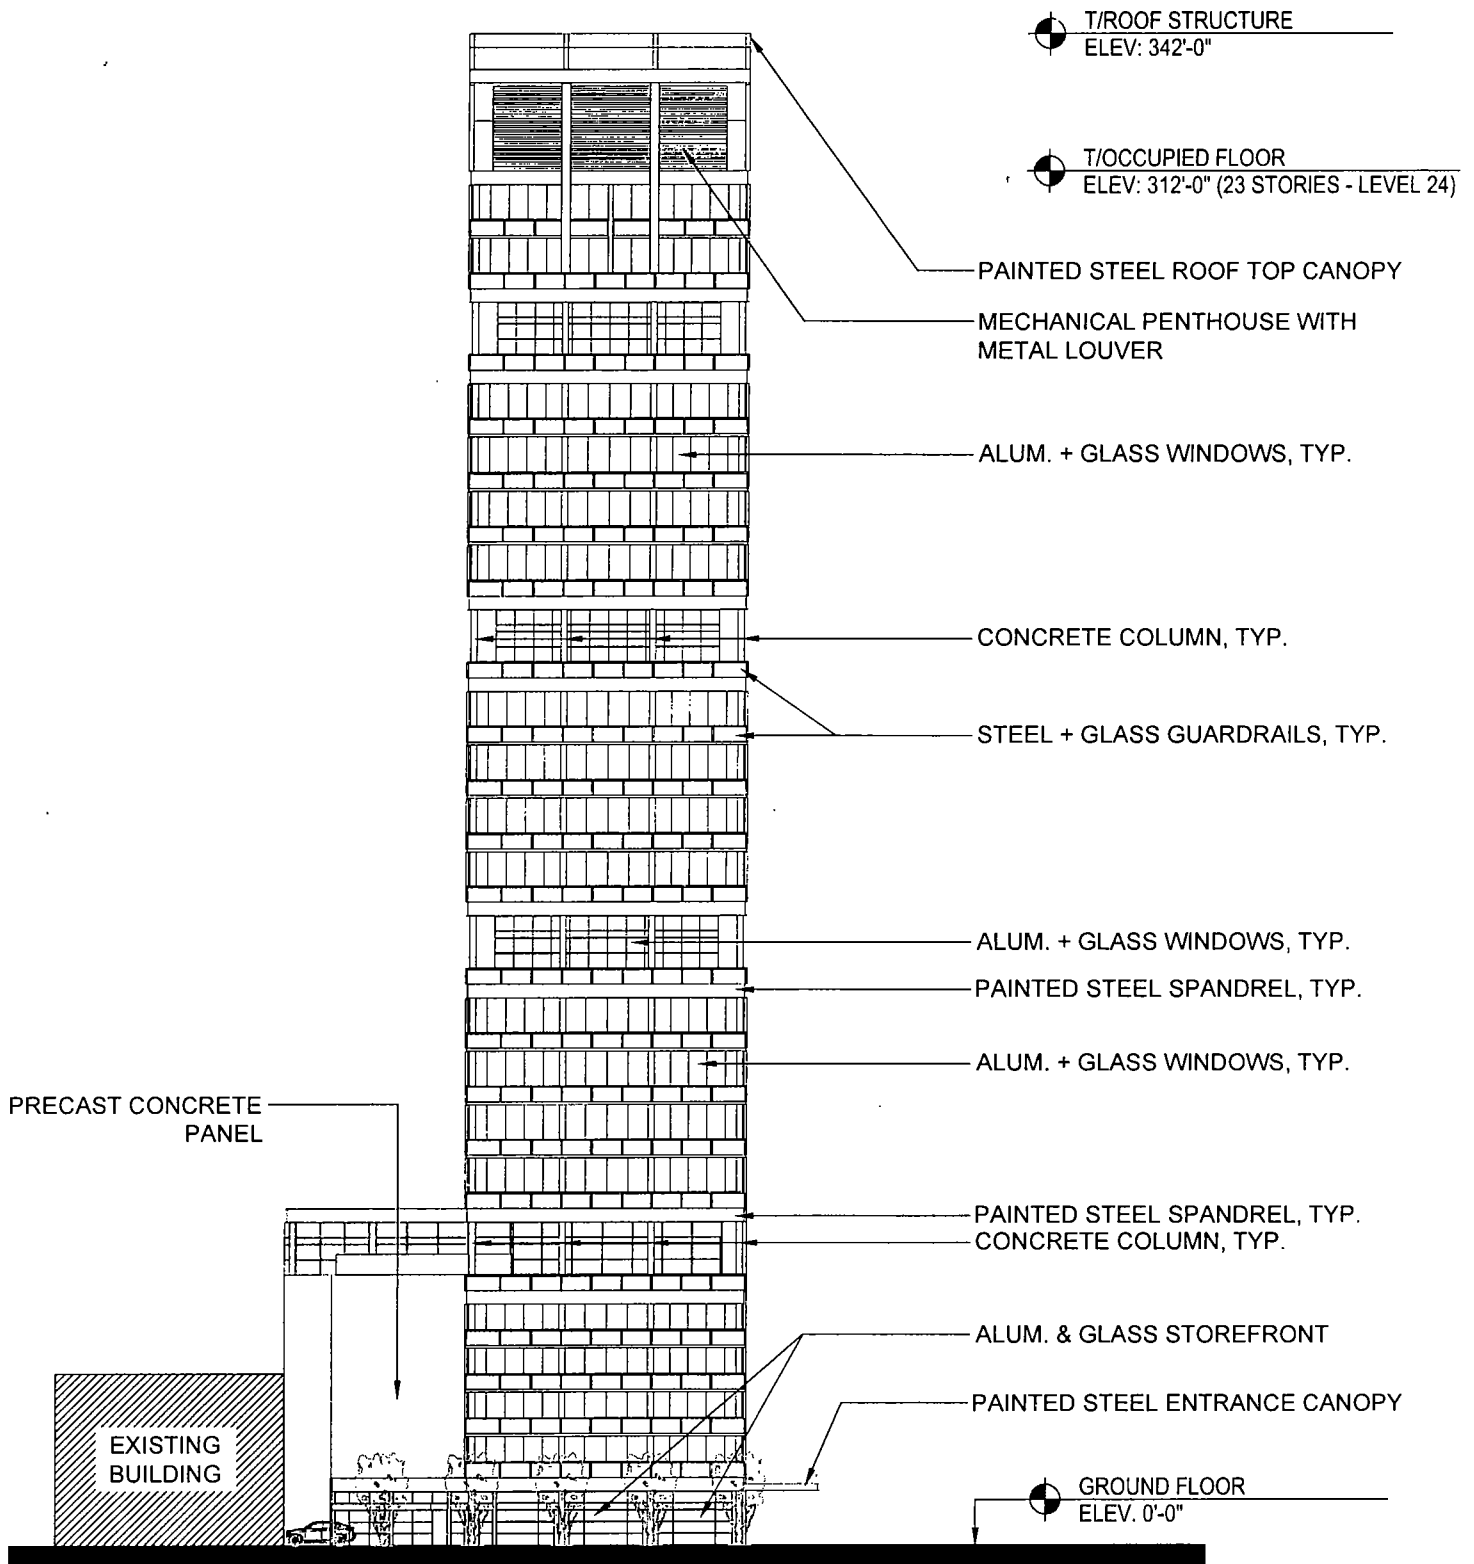 T/ROOF STRUCTURE
ELEV: 342'-0"
T/OCCUPIED FLOOR
ELEV: 312'-0" (23 STORIES - LEVEL 24)
PAINTED STEEL ROOF TOP CANOPY
MECHANICAL PENTHOUSE WITH
METAL LOUVER
ALUM. + GLASS WINDOWS, TYP.
CONCRETE COLUMN, TYP.
STEEL + GLASS GUARDRAILS, TYP.
ALUM. + GLASS WINDOWS, TYP.
PAINTED STEEL SPANDREL, TYP.
ALUM. + GLASS WINDOWS, TYP.
PRECAST CONCRETE
PANEL
PAINTED STEEL SPANDREL, TYP.
CONCRETE COLUMN, TYP.
ALUM. & GLASS STOREFRONT
PAINTED STEEL ENTRANCE CANOPY
EXISTING
BUILDING
GROUND FLOOR
ELEV. 0'-0"